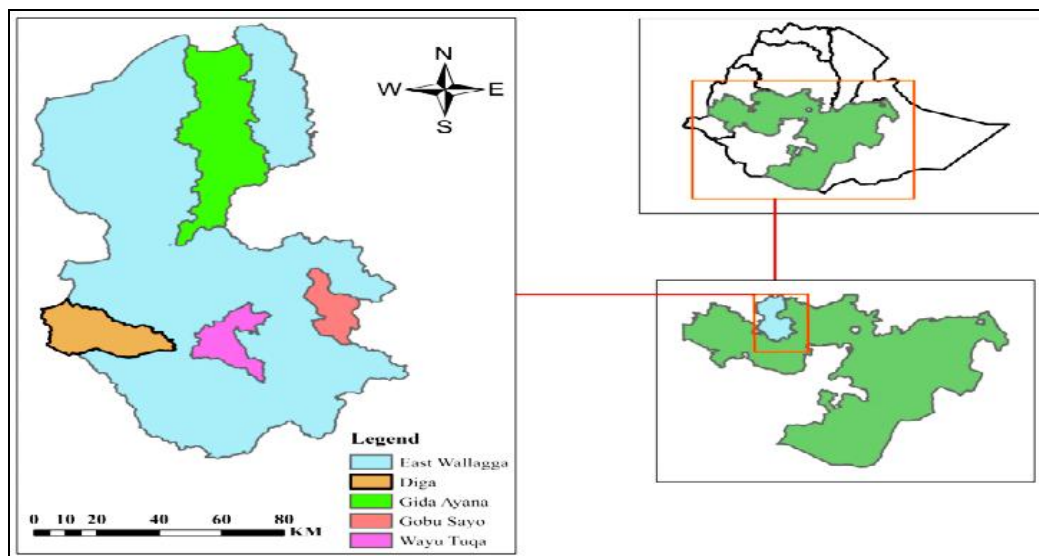 N
W E
S
Legend
East Wallagga
Diga
Gida Ayana
Gobu Sayo
Wayu Tuqa
0 10 20 40 60 80
KM